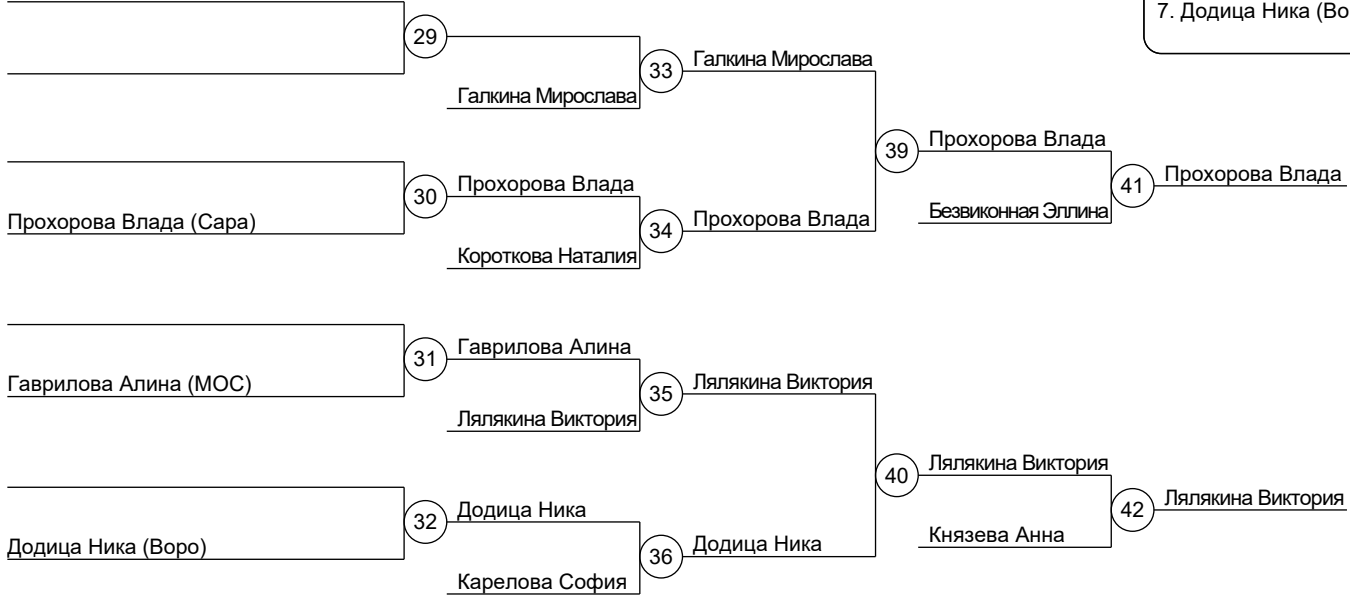 7. Додица Ника (Во
29
Галкина Мирослава
33
Галкина Мирослава
39
Прохорова Влада
41
Прохорова Влада
30
Прохорова Влада
Безвиконная Эллина
Прохорова Влада (Сара)
34
Прохорова Влада
Короткова Наталия
31
Гаврилова Алина
Гаврилова Алина (МОС)
35
Лялякина Виктория
Лялякина Виктория
40
Лялякина Виктория
42
Лялякина Виктория
32
Додица Ника
Князева Анна
Додица Ника (Воро)
36
Додица Ника
Карелова София